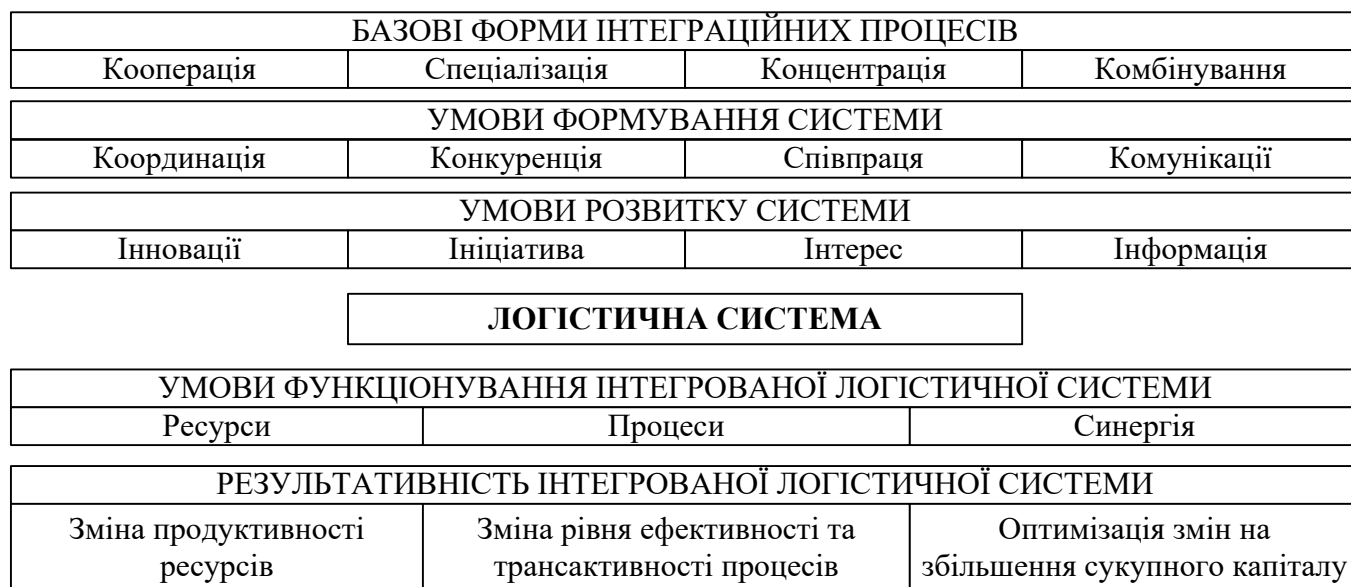 БАЗОВІ ФОРМИ ІНТЕГРАЦІЙНИХ ПРОЦЕСІВ
Кооперація Спеціалізація Концентрація Комбінування
УМОВИ ФОРМУВАННЯ СИСТЕМИ
Координація Конкуренція Співпраця Комунікації
УМОВИ РОЗВИТКУ СИСТЕМИ
Інновації Ініціатива Інтерес Інформація
ЛОГІСТИЧНА СИСТЕМА
УМОВИ ФУНКЦІОНУВАННЯ ІНТЕГРОВАНОЇ ЛОГІСТИЧНОЇ СИСТЕМИ
Ресурси Процеси Синергія
РЕЗУЛЬТАТИВНІСТЬ ІНТЕГРОВАНОЇ ЛОГІСТИЧНОЇ СИСТЕМИ
Зміна продуктивності
ресурсів
Зміна рівня ефективності та
трансактивності процесів
Оптимізація змін на
збільшення сукупного капіталу